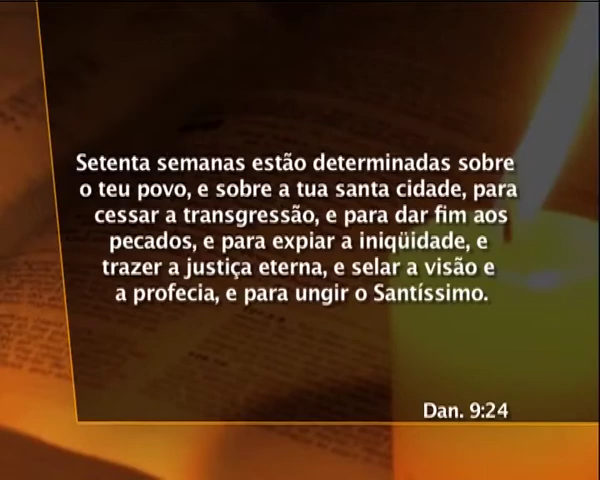 Setenta semanas estão determinadas sobre
o teu povo, e sobre a tua santa cidade, para
cessar a transgressão, e para dar fim aos
pecados, e para expiar a iniqüidade, e
trazer a justiça eterna, e selar a visão e
a profecia, e para ungir o Santíssimo.
Dan. 9:24